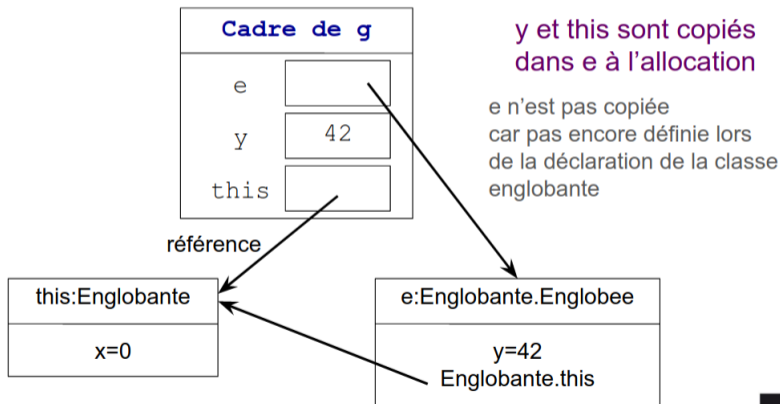 Cadre de g
e
y
42
this
y et this sont copiés
dans e à l'allocation
e n'est pas copiée
car pas encore définie lors
de la déclaration de la classe
englobante
référence
this:Englobante
x=0
e:Englobante.Englobee
y=42
Englobante.this